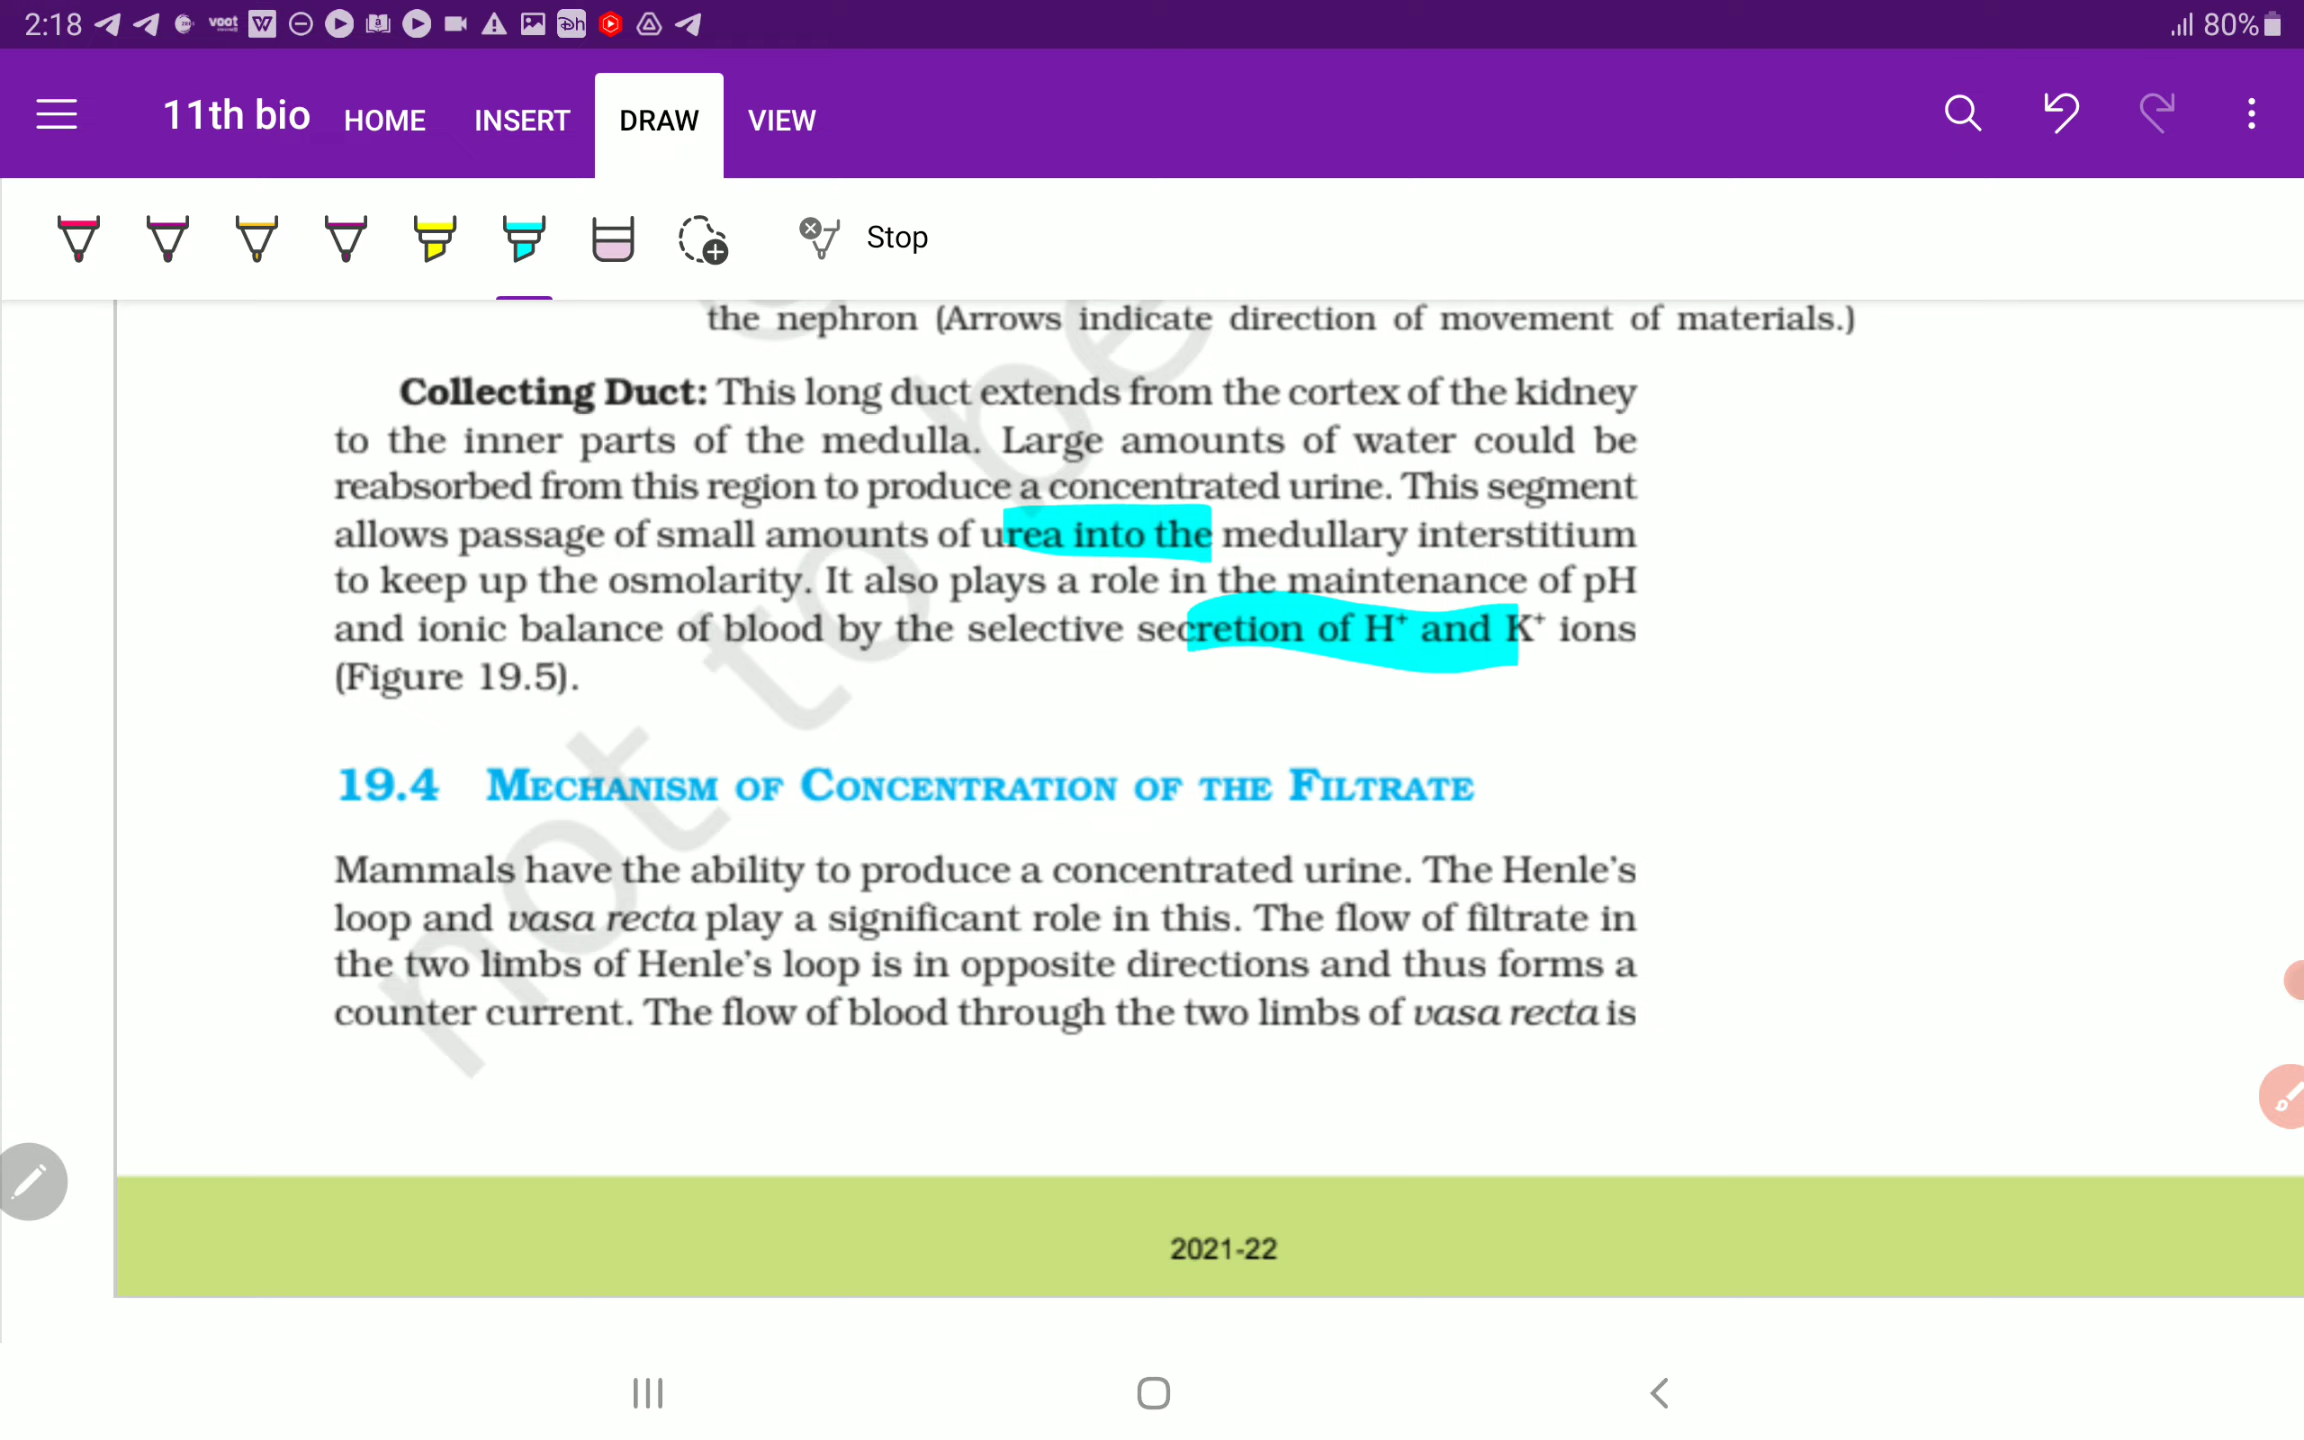 2:18 voot W Dh 80%
11th bio HOME INSERT DRAW VIEW
Stop
the nephron (Arrows indicate direction of movement of materials.)
Collecting Duct: This long duct extends from the cortex of the kidney
to the inner parts of the medulla. Large amounts of water could be
reabsorbed from this region to produce a concentrated urine. This segment
allows passage of small amounts of urea into the medullary interstitium
to keep up the osmolarity. It also plays a role in the maintenance of pH
and ionic balance of blood by the selective secretion of H⁺ and K⁺ ions
(Figure 19.5).
19.4 MECHANISM OF CONCENTRATION OF THE FILTRATE
Mammals have the ability to produce a concentrated urine. The Henle's
loop and vasa recta play a significant role in this. The flow of filtrate in
the two limbs of Henle's loop is in opposite directions and thus forms a
counter current. The flow of blood through the two limbs of vasa recta is
not to be
2021-22